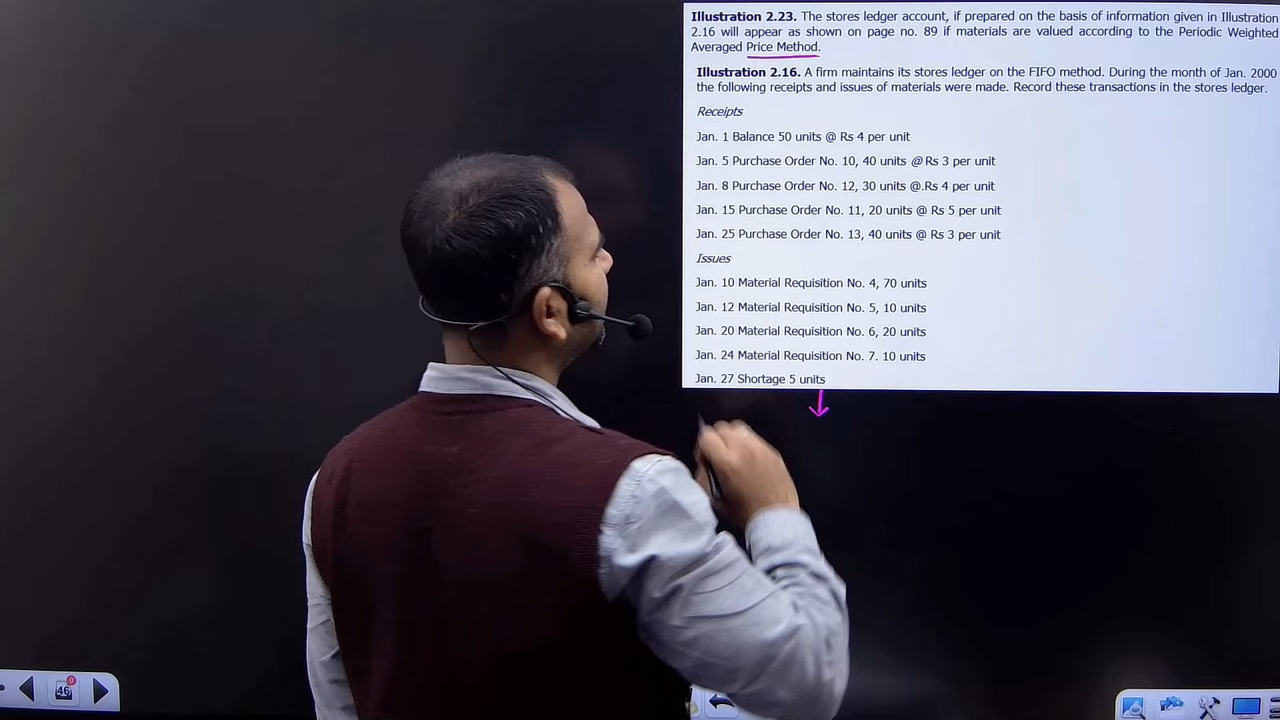 Illustration 2.23. The stores ledger account, if prepared on the basis of information given in Illustration
2.16 will appear as shown on page no. 89 if materials are valued according to the Periodic Weighted
Averaged Price Method.
Illustration 2.16. A firm maintains its stores ledger on the FIFO method. During the month of Jan. 2000
the following receipts and issues of materials were made. Record these transactions in the stores ledger.
Receipts
Jan. 1 Balance 50 units @ Rs 4 per unit
Jan. 5 Purchase Order No. 10, 40 units @ Rs 3 per unit
Jan. 8 Purchase Order No. 12, 30 units @.Rs 4 per unit
Jan. 15 Purchase Order No. 11, 20 units @ Rs 5 per unit
Jan. 25 Purchase Order No. 13, 40 units @ Rs 3 per unit
Issues
Jan. 10 Material Requisition No. 4, 70 units
Jan. 12 Material Requisition No. 5, 10 units
Jan. 20 Material Requisition No. 6, 20 units
Jan. 24 Material Requisition No. 7. 10 units
Jan. 27 Shortage 5 units
46
0